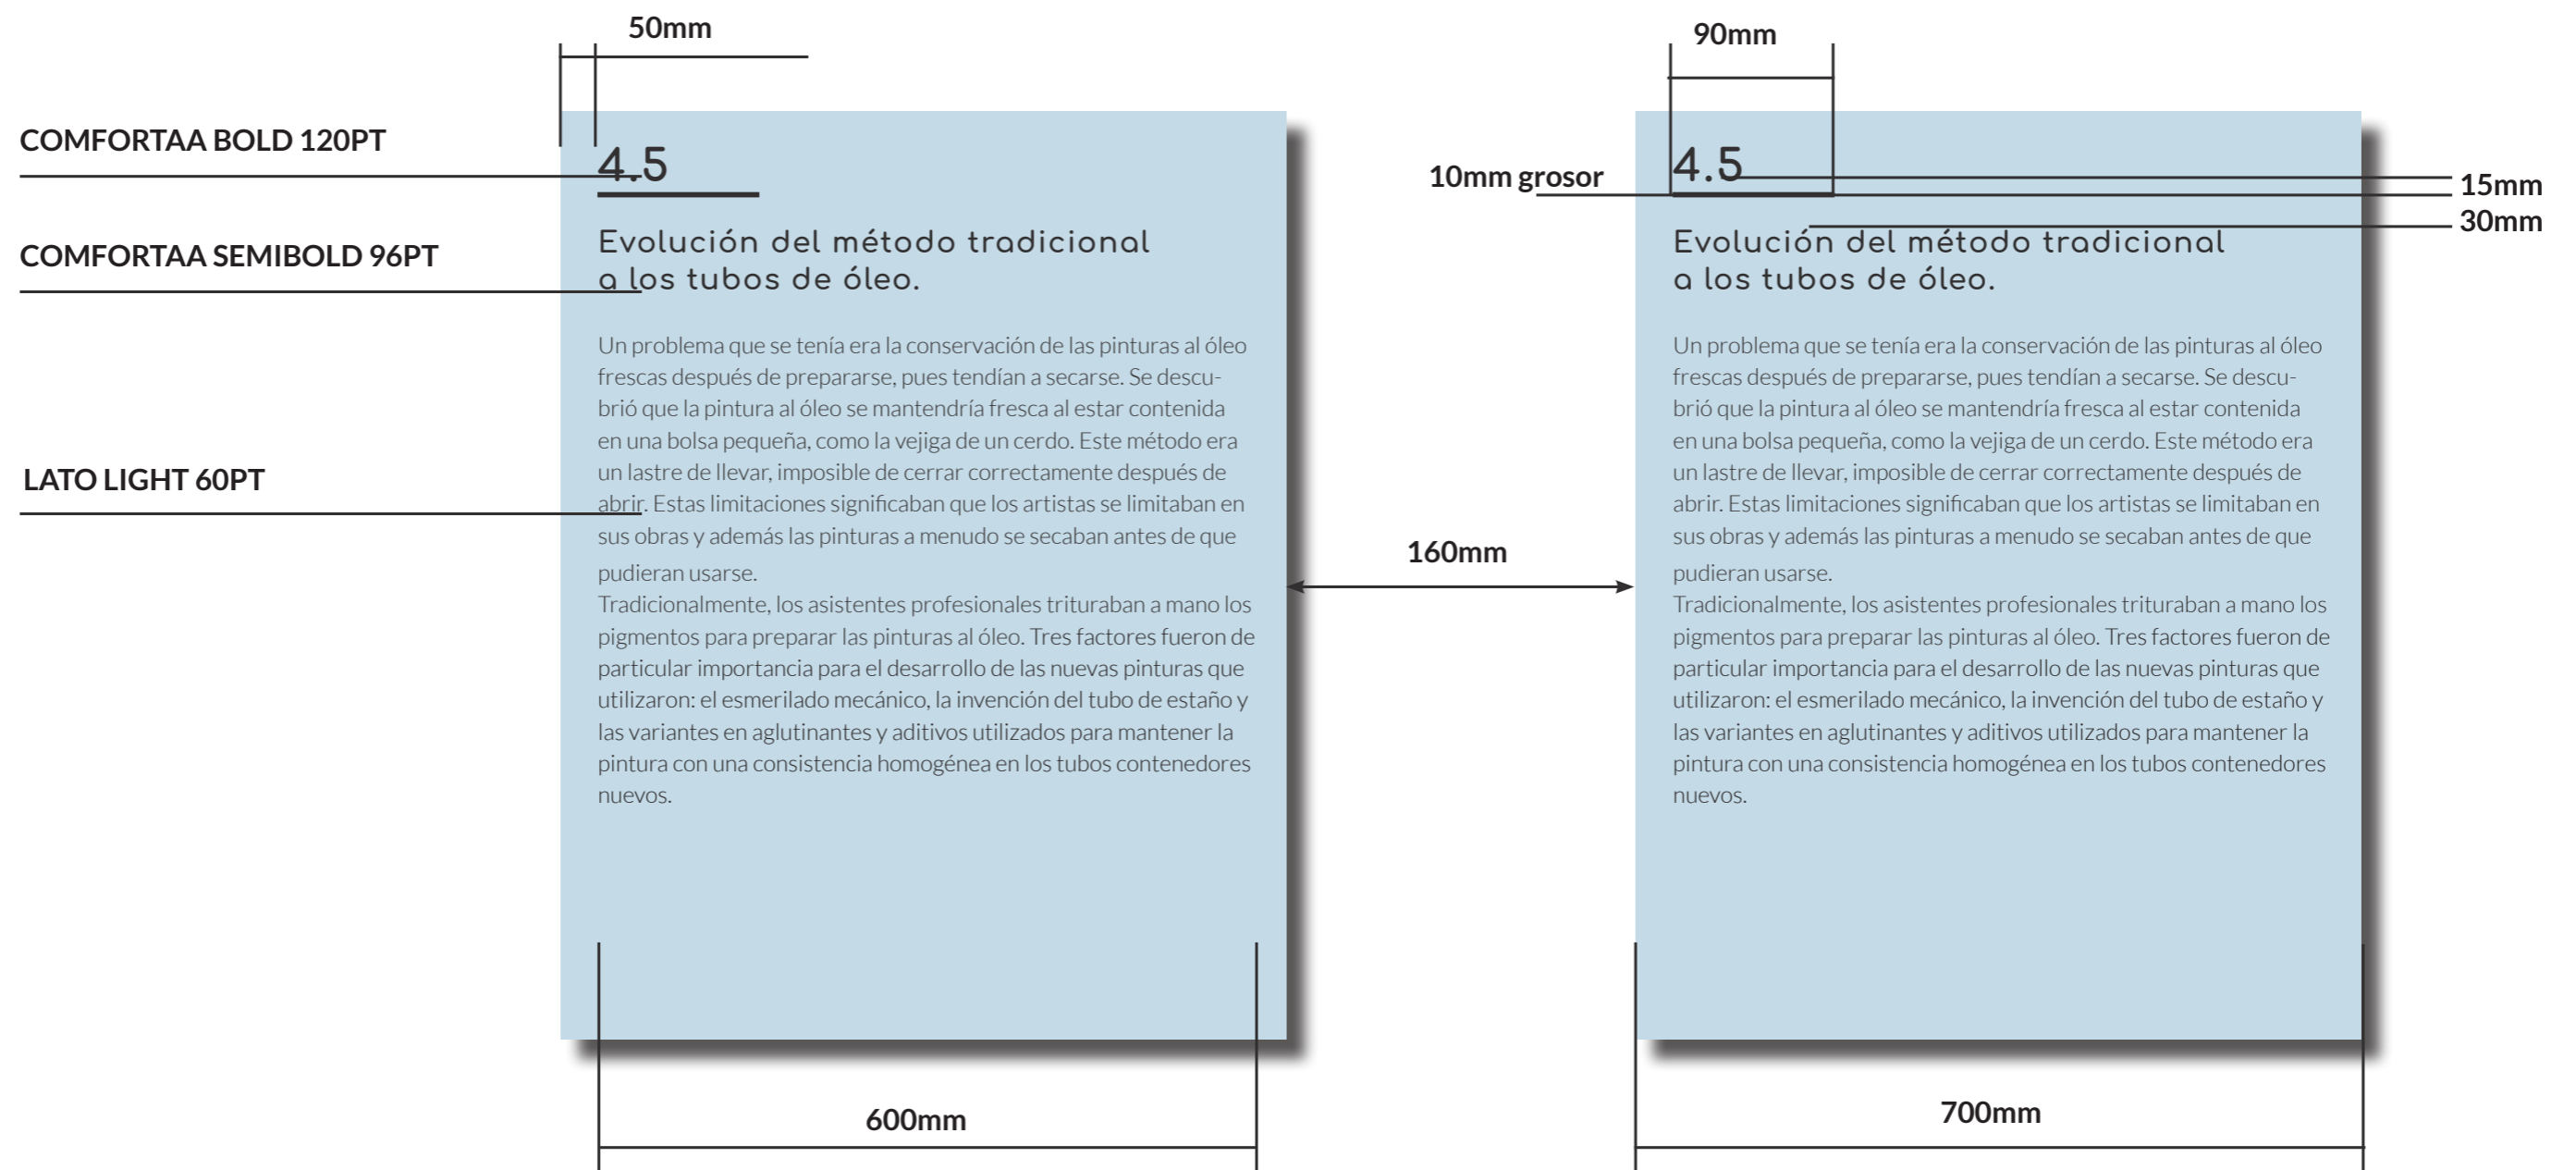 50mm
90mm
COMFORTAA BOLD 120PT
COMFORTAA SEMIBOLD 96PT
LATO LIGHT 60PT
4.5
Evolución del método tradicional
a los tubos de óleo.
Un problema que se tenía era la conservación de las pinturas al óleo
frescas después de prepararse, pues tendían a secarse. Se descu-
brió que la pintura al óleo se mantendría fresca al estar contenida
en una bolsa pequeña, como la vejiga de un cerdo. Este método era
un lastre de llevar, imposible de cerrar correctamente después de
abrir. Estas limitaciones significaban que los artistas se limitaban en
sus obras y además las pinturas a menudo se secaban antes de que
pudieran usarse.
Tradicionalmente, los asistentes profesionales trituraban a mano los
pigmentos para preparar las pinturas al óleo. Tres factores fueron de
particular importancia para el desarrollo de las nuevas pinturas que
utilizaron: el esmerilado mecánico, la invención del tubo de estaño y
las variantes en aglutinantes y aditivos utilizados para mantener la
pintura con una consistencia homogénea en los tubos contenedores
nuevos.
600mm
160mm
10mm grosor
4.5
Evolución del método tradicional
a los tubos de óleo.
Un problema que se tenía era la conservación de las pinturas al óleo
frescas después de prepararse, pues tendían a secarse. Se descu-
brió que la pintura al óleo se mantendría fresca al estar contenida
en una bolsa pequeña, como la vejiga de un cerdo. Este método era
un lastre de llevar, imposible de cerrar correctamente después de
abrir. Estas limitaciones significaban que los artistas se limitaban en
sus obras y además las pinturas a menudo se secaban antes de que
pudieran usarse.
Tradicionalmente, los asistentes profesionales trituraban a mano los
pigmentos para preparar las pinturas al óleo. Tres factores fueron de
particular importancia para el desarrollo de las nuevas pinturas que
utilizaron: el esmerilado mecánico, la invención del tubo de estaño y
las variantes en aglutinantes y aditivos utilizados para mantener la
pintura con una consistencia homogénea en los tubos contenedores
nuevos.
15mm
30mm
700mm